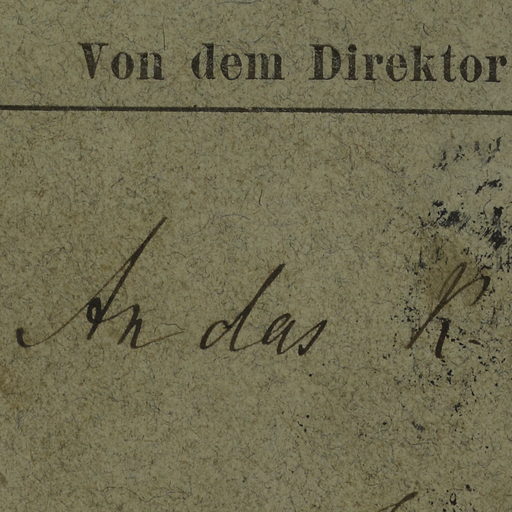 Von dem Direktor
An das K.